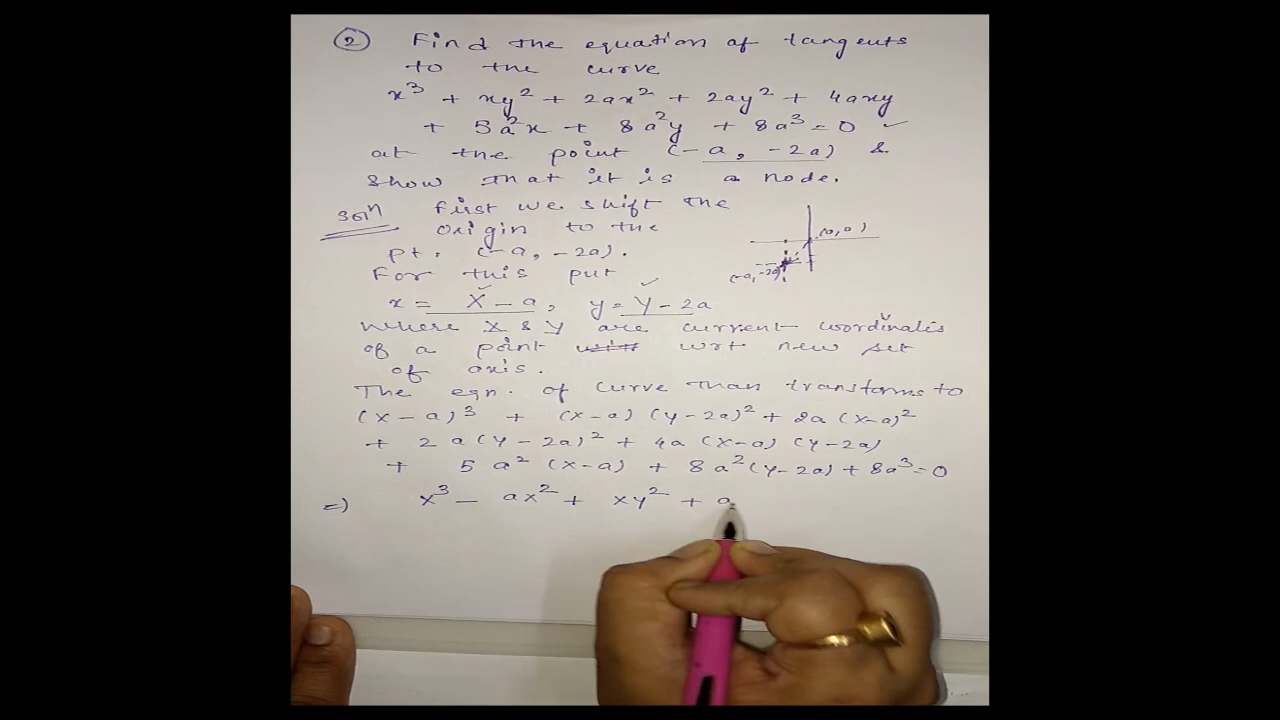 ② Find the equation of tangents
to the curve
x³ + xy² + 2ax² + 2ay² + 4axy
+ 5a²x + 8a²y + 8a³ = 0 ✓
at the point (-a, -2a) &
show that it is a node.
Solⁿ First we shift the
origin to the
pt. (-a, -2a).
(0,0)
(-a, -2a)
For this put
x = X - a, y = Y - 2a
where X & Y are current coordinates
of a point wrt new set
of axis.
The eqn. of curve than transforms to
(X - a)³ + (X - a) (Y - 2a)² + 2a (X - a)²
+ 2a (Y - 2a)² + 4a (X - a) (Y - 2a)
+ 5a² (X - a) + 8a² (Y - 2a) + 8a³ = 0
=) X³ - aX² + XY² + a